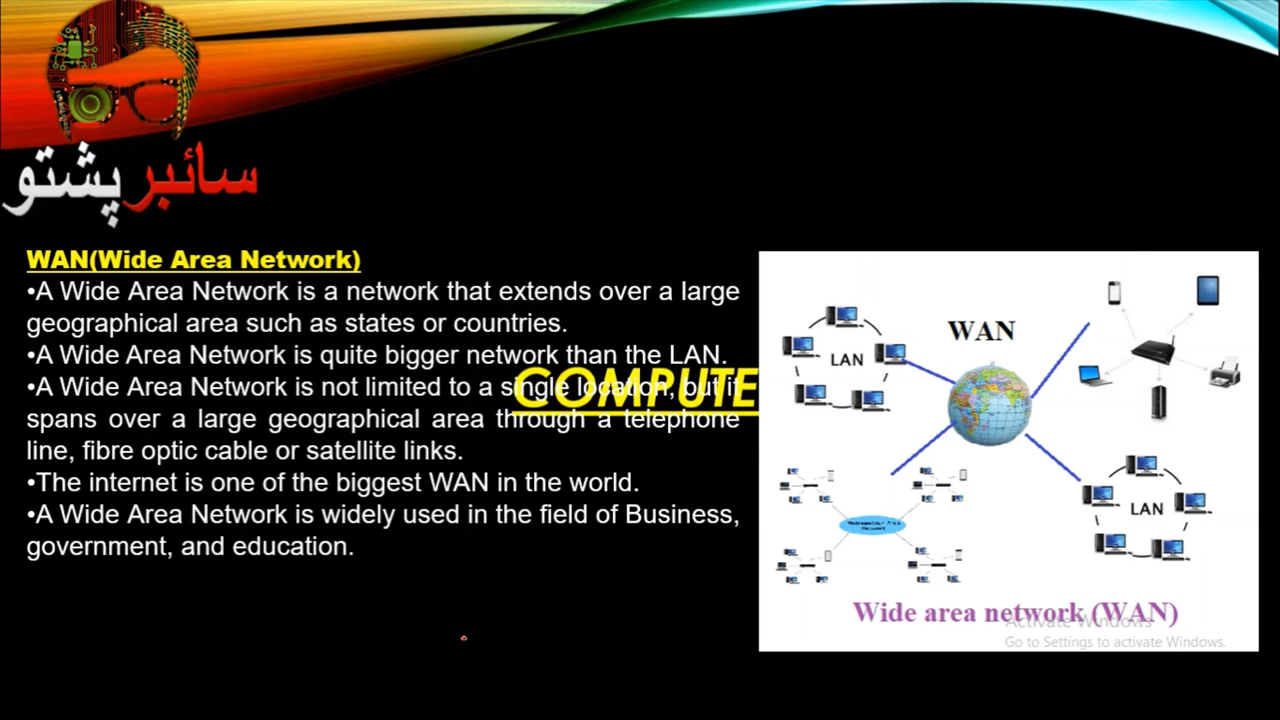 سائبر پشتو
WAN(Wide Area Network)
•A Wide Area Network is a network that extends over a large
geographical area such as states or countries.
•A Wide Area Network is quite bigger network than the LAN.
•A Wide Area Network is not limited to a single location, but it
spans over a large geographical area through a telephone
line, fibre optic cable or satellite links.
•The internet is one of the biggest WAN in the world.
•A Wide Area Network is widely used in the field of Business,
government, and education.
COMPUTE
WAN
LAN
LAN
Wide area network (WAN)
Activate Windows
Go to Settings to activate Windows.